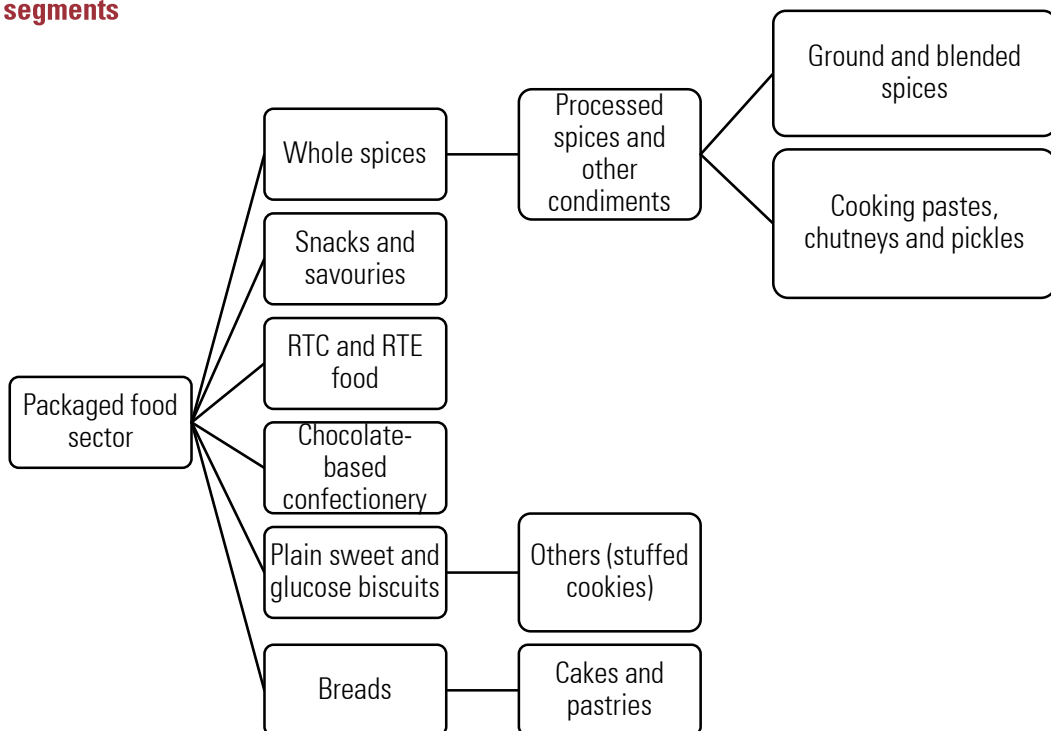 segments
Packaged food
sector
Whole spices
Processed
spices and
other
condiments
Ground and blended
spices
Cooking pastes,
chutneys and pickles
Snacks and
savouries
RTC and RTE
food
Chocolate-
based
confectionery
Plain sweet and
glucose biscuits
Others (stuffed
cookies)
Breads
Cakes and
pastries